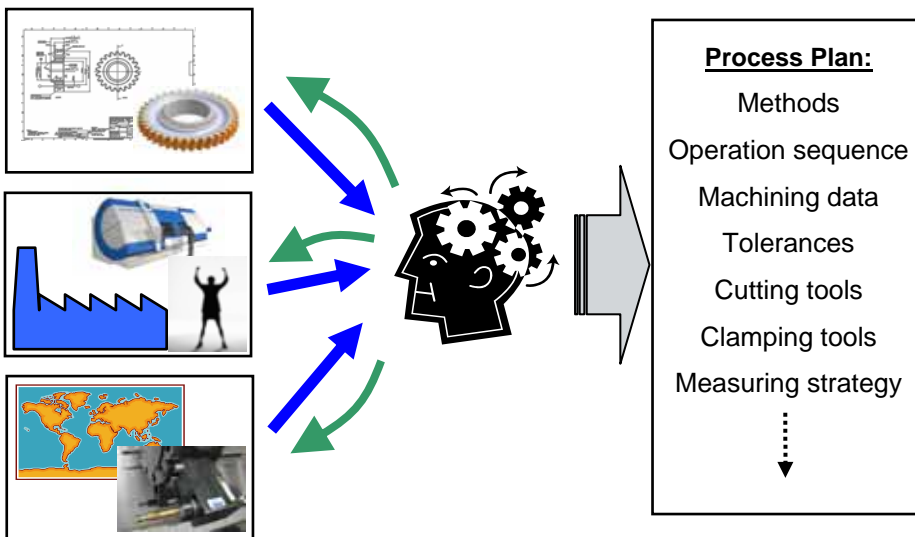 Process Plan:
Methods
Operation sequence
Machining data
Tolerances
Cutting tools
Clamping tools
Measuring strategy